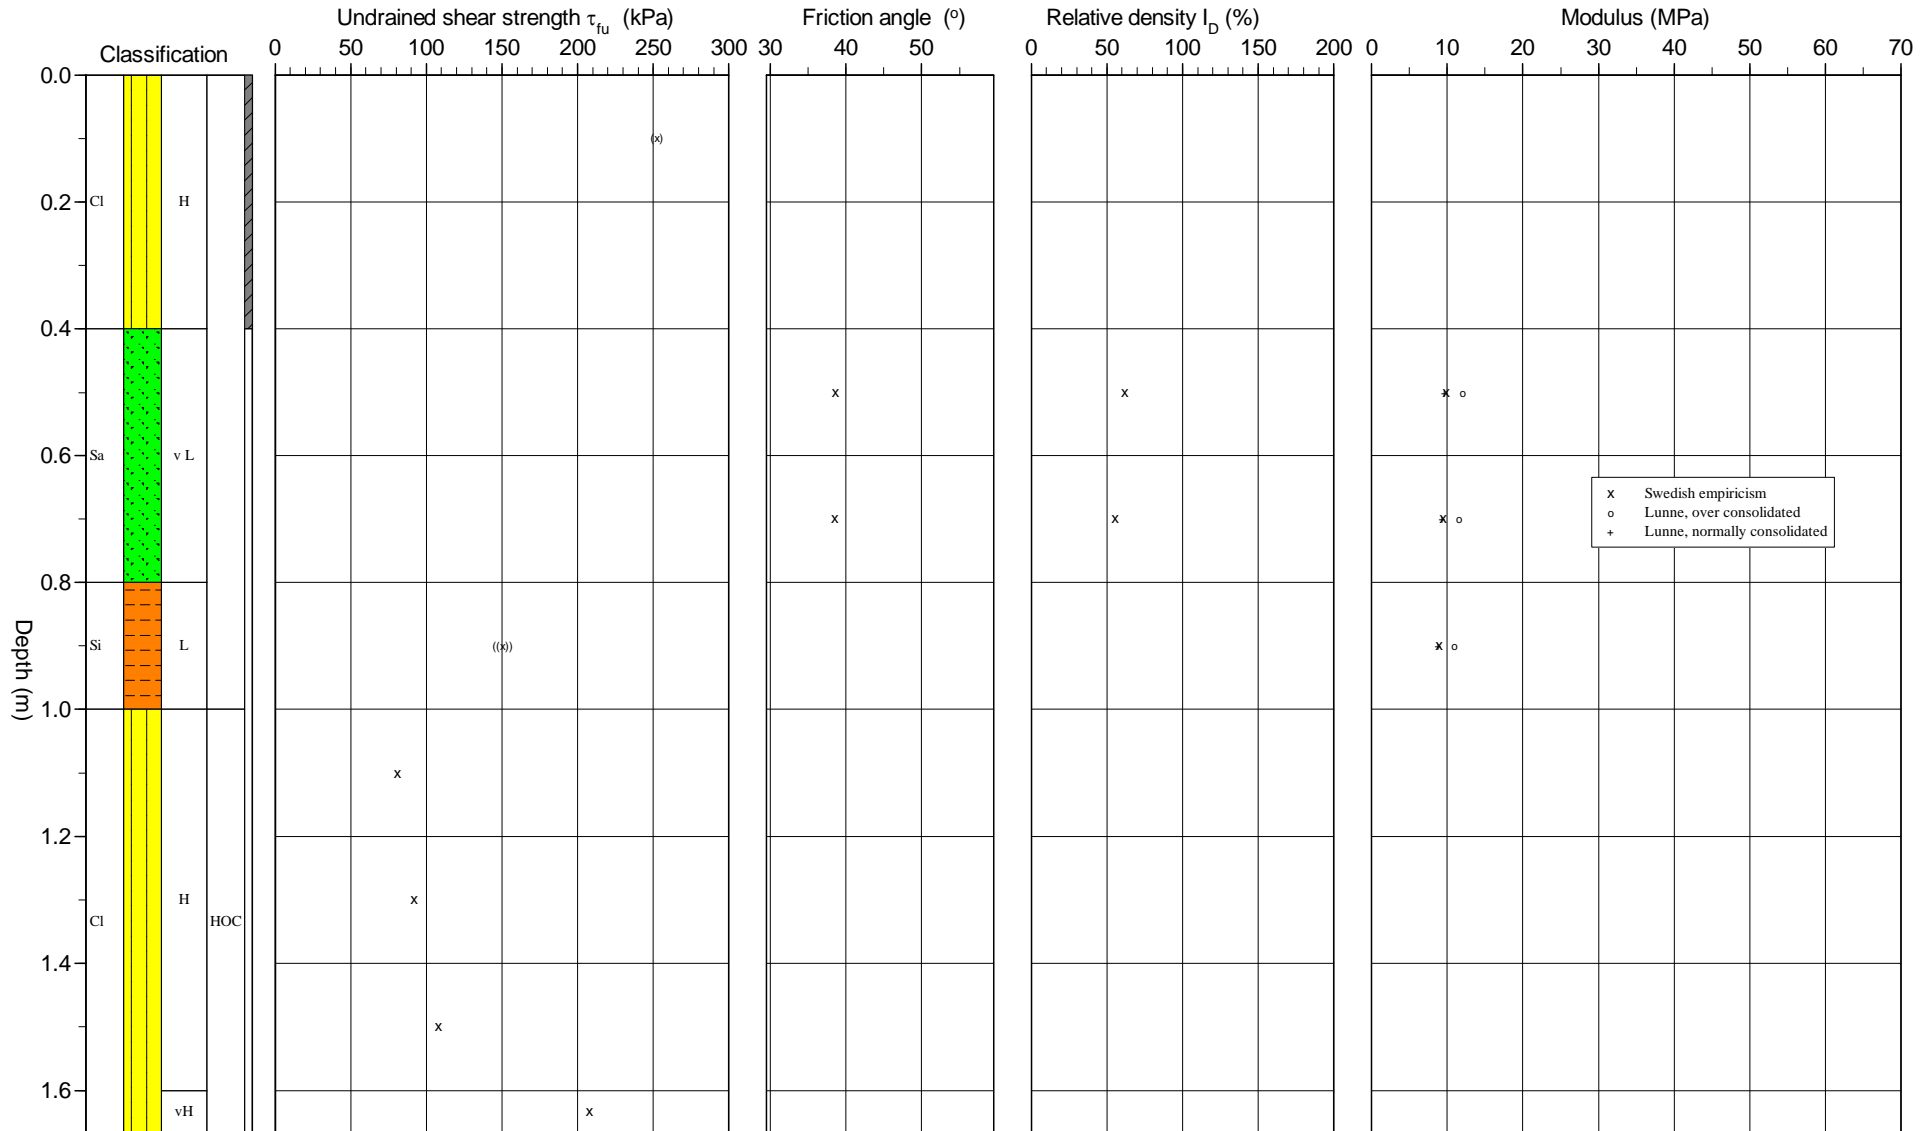 Undrained shear strength τfu (kPa) Friction angle (º) Relative density ID (%) Modulus (MPa)
Classification 0 50 100 150 200 250 300 30 40 50 0 50 100 150 200 0 10 20 30 40 50 60 70
0.0
(x)
0.2 Cl H
0.4
x x x o
0.6 Sa v L
x Swedish empiricism
o Lunne, over consolidated
+ Lunne, normally consolidated
x x x o
0.8
Depth (m)
Si L ((x)) x o
1.0
x
1.2
H x
Cl HOC
1.4
x
1.6
vH x